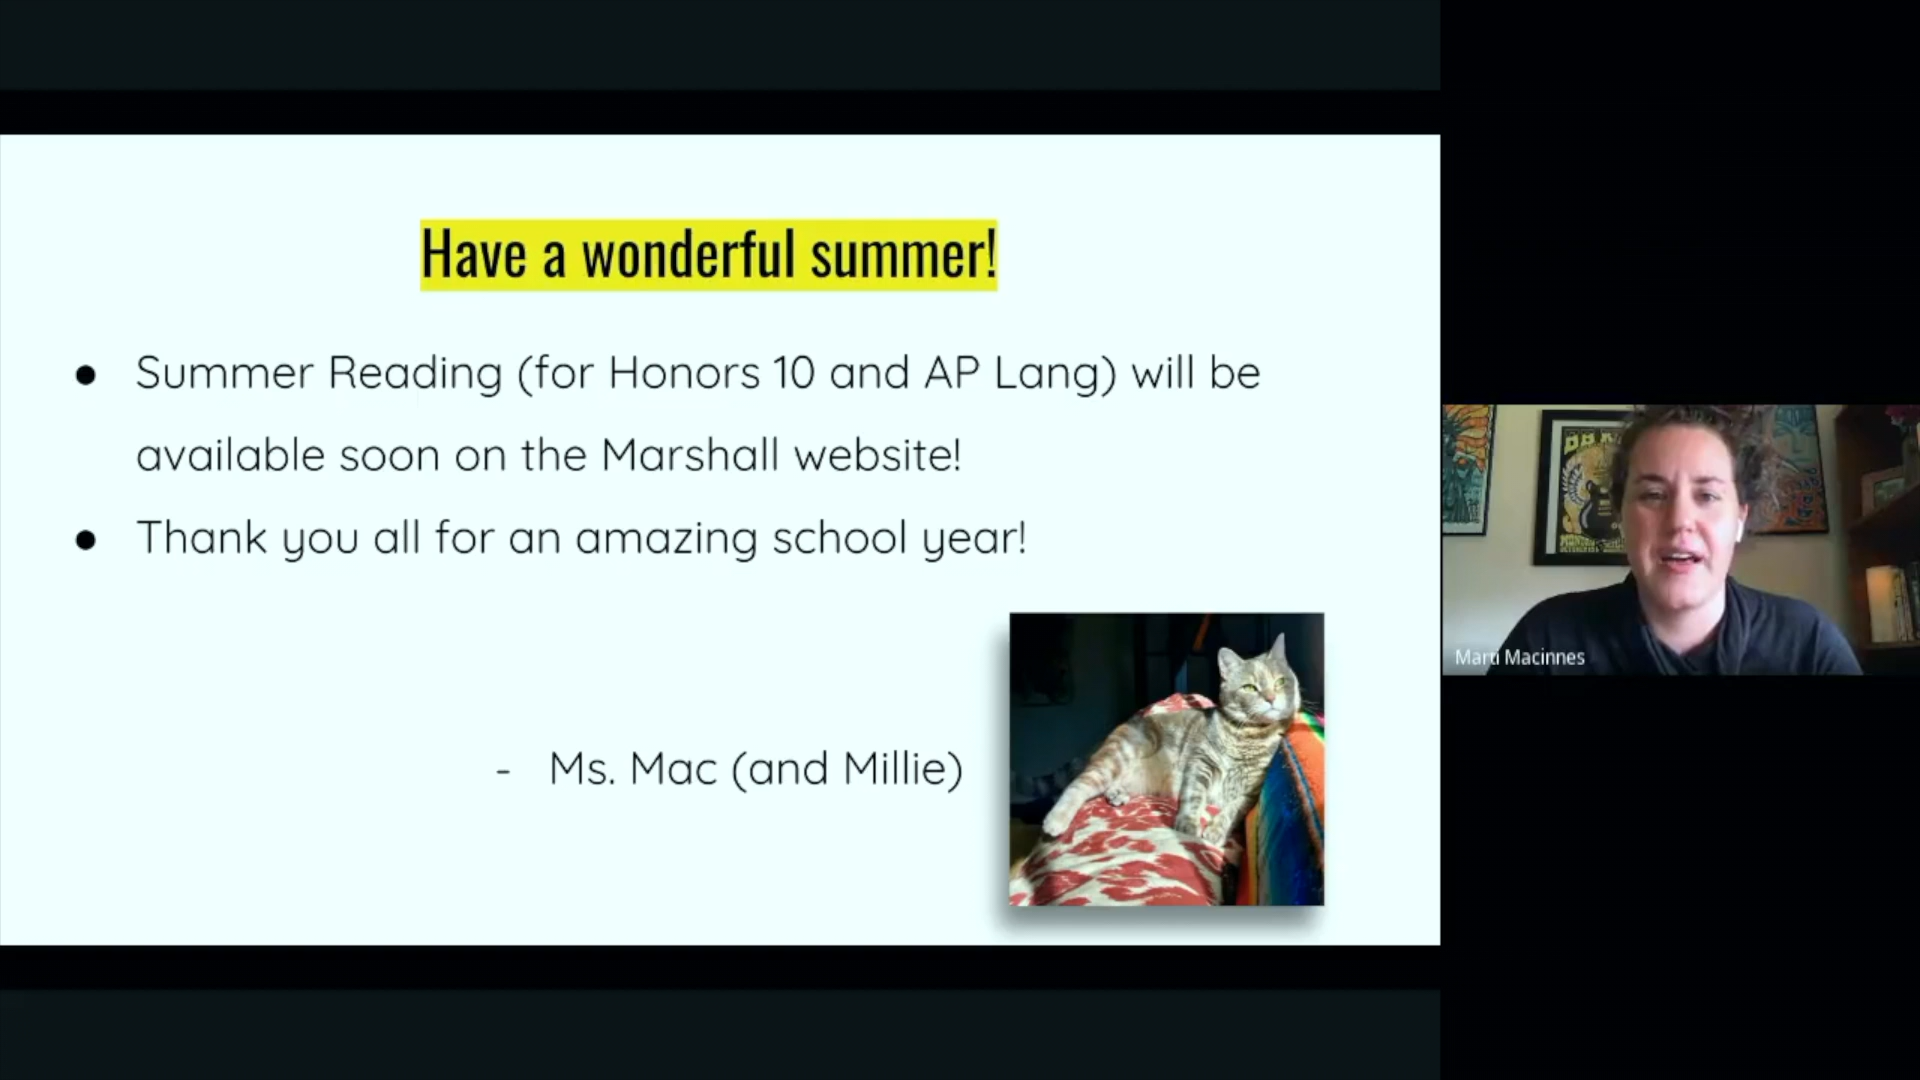 Have a wonderful summer!
● Summer Reading (for Honors 10 and AP Lang) will be
available soon on the Marshall website!
● Thank you all for an amazing school year!
- Ms. Mac (and Millie)
Marti Macinnes